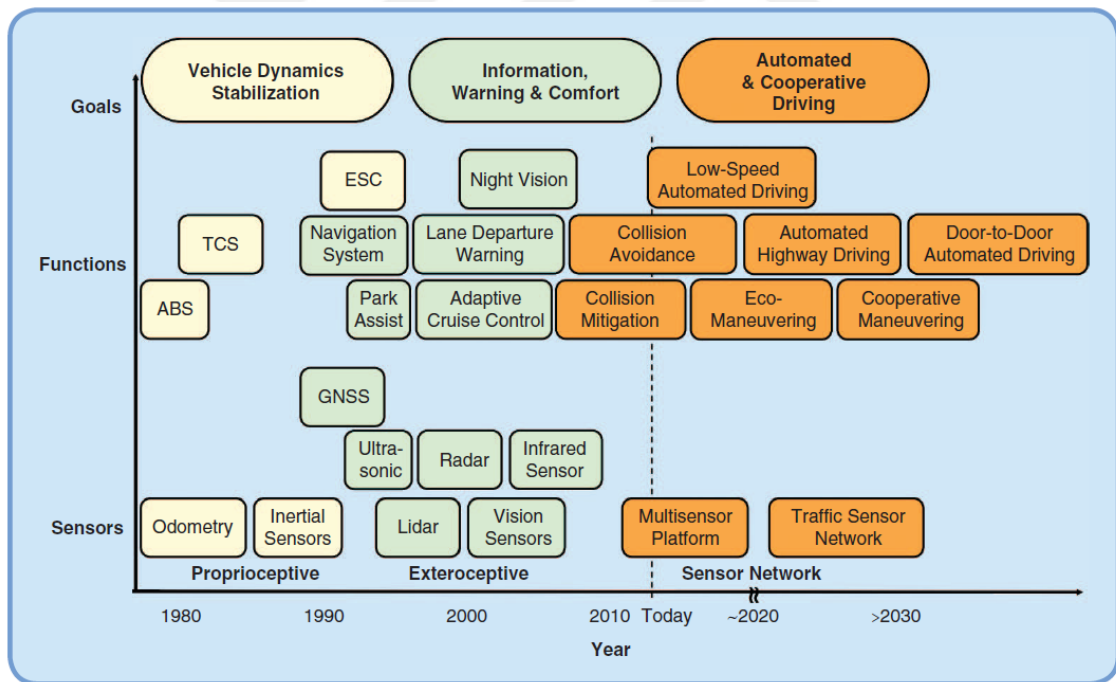 Goals
Vehicle Dynamics
Stabilization
Information,
Warning & Comfort
Automated
& Cooperative
Driving
Functions
ESC
Night Vision
Low-Speed
Automated Driving
TCS
Navigation
System
Lane Departure
Warning
Collision
Avoidance
Automated
Highway Driving
Door-to-Door
Automated Driving
ABS
Park
Assist
Adaptive
Cruise Control
Collision
Mitigation
Eco-
Maneuvering
Cooperative
Maneuvering
GNSS
Ultra-
sonic
Radar
Infrared
Sensor
Sensors
Odometry
Inertial
Sensors
Lidar
Vision
Sensors
Multisensor
Platform
Traffic Sensor
Network
Proprioceptive
Exteroceptive
Sensor Network
1980
1990
2000
2010
Today
~2020
>2030
Year